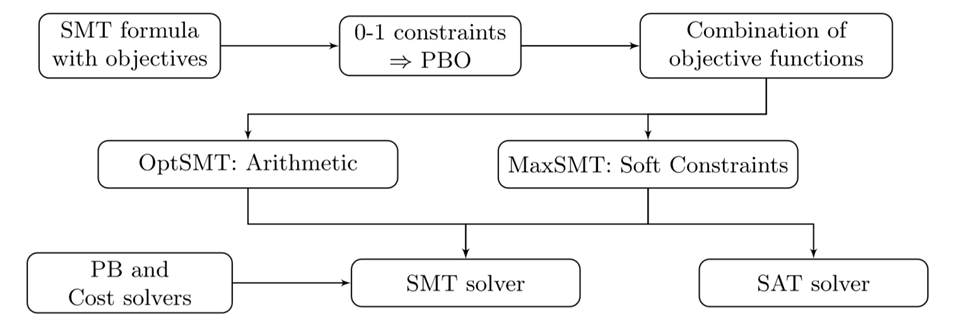 SMT formula
with objectives
0-1 constraints
⇒ PBO
Combination of
objective functions
OptSMT: Arithmetic
MaxSMT: Soft Constraints
PB and
Cost solvers
SMT solver
SAT solver